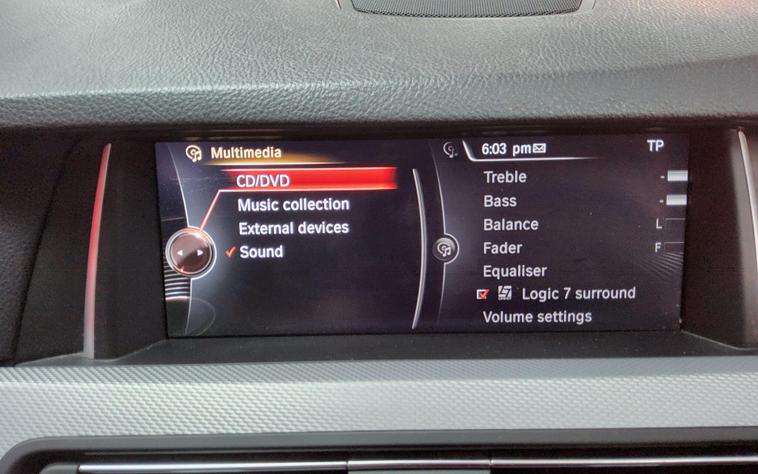 Multimedia
CD/DVD
Music collection
External devices
Sound
6:03 pm
TP
Treble
Bass
Balance L
Fader F
Equaliser
Logic 7 surround
Volume settings